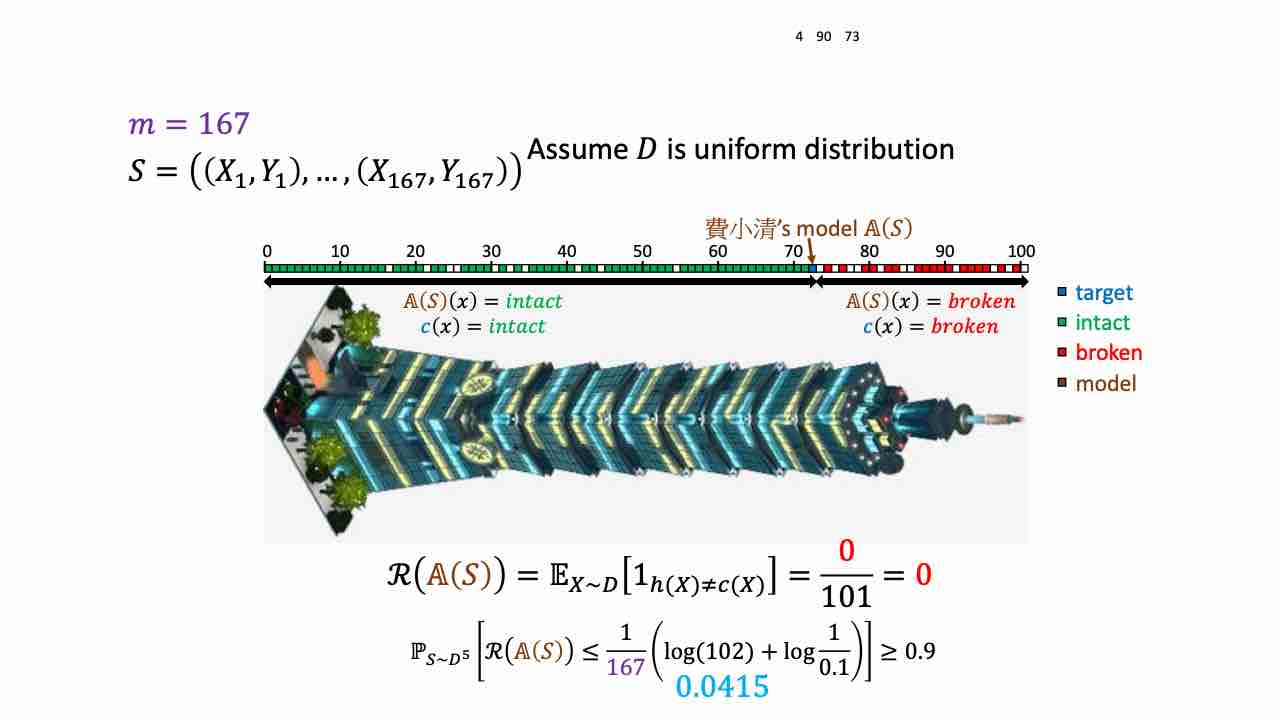 4 90 73
m = 167
S = ((X₁, Y₁), … , (X₁₆₇, Y₁₆₇))
Assume D is uniform distribution
費小清's model 𝔸(S)
0 10 20 30 40 50 60 70 80 90 100
𝔸(S)(x) = intact
c(x) = intact
𝔸(S)(x) = broken
c(x) = broken
target
intact
broken
model
ℛ(𝔸(S)) = 𝔼_{X~D}[1_{h(X)≠c(X)}] = 0/101 = 0
ℙ_{S~D⁵}[ℛ(𝔸(S)) ≤ 1/167 (log(102) + log 1/0.1)] ≥ 0.9
0.0415